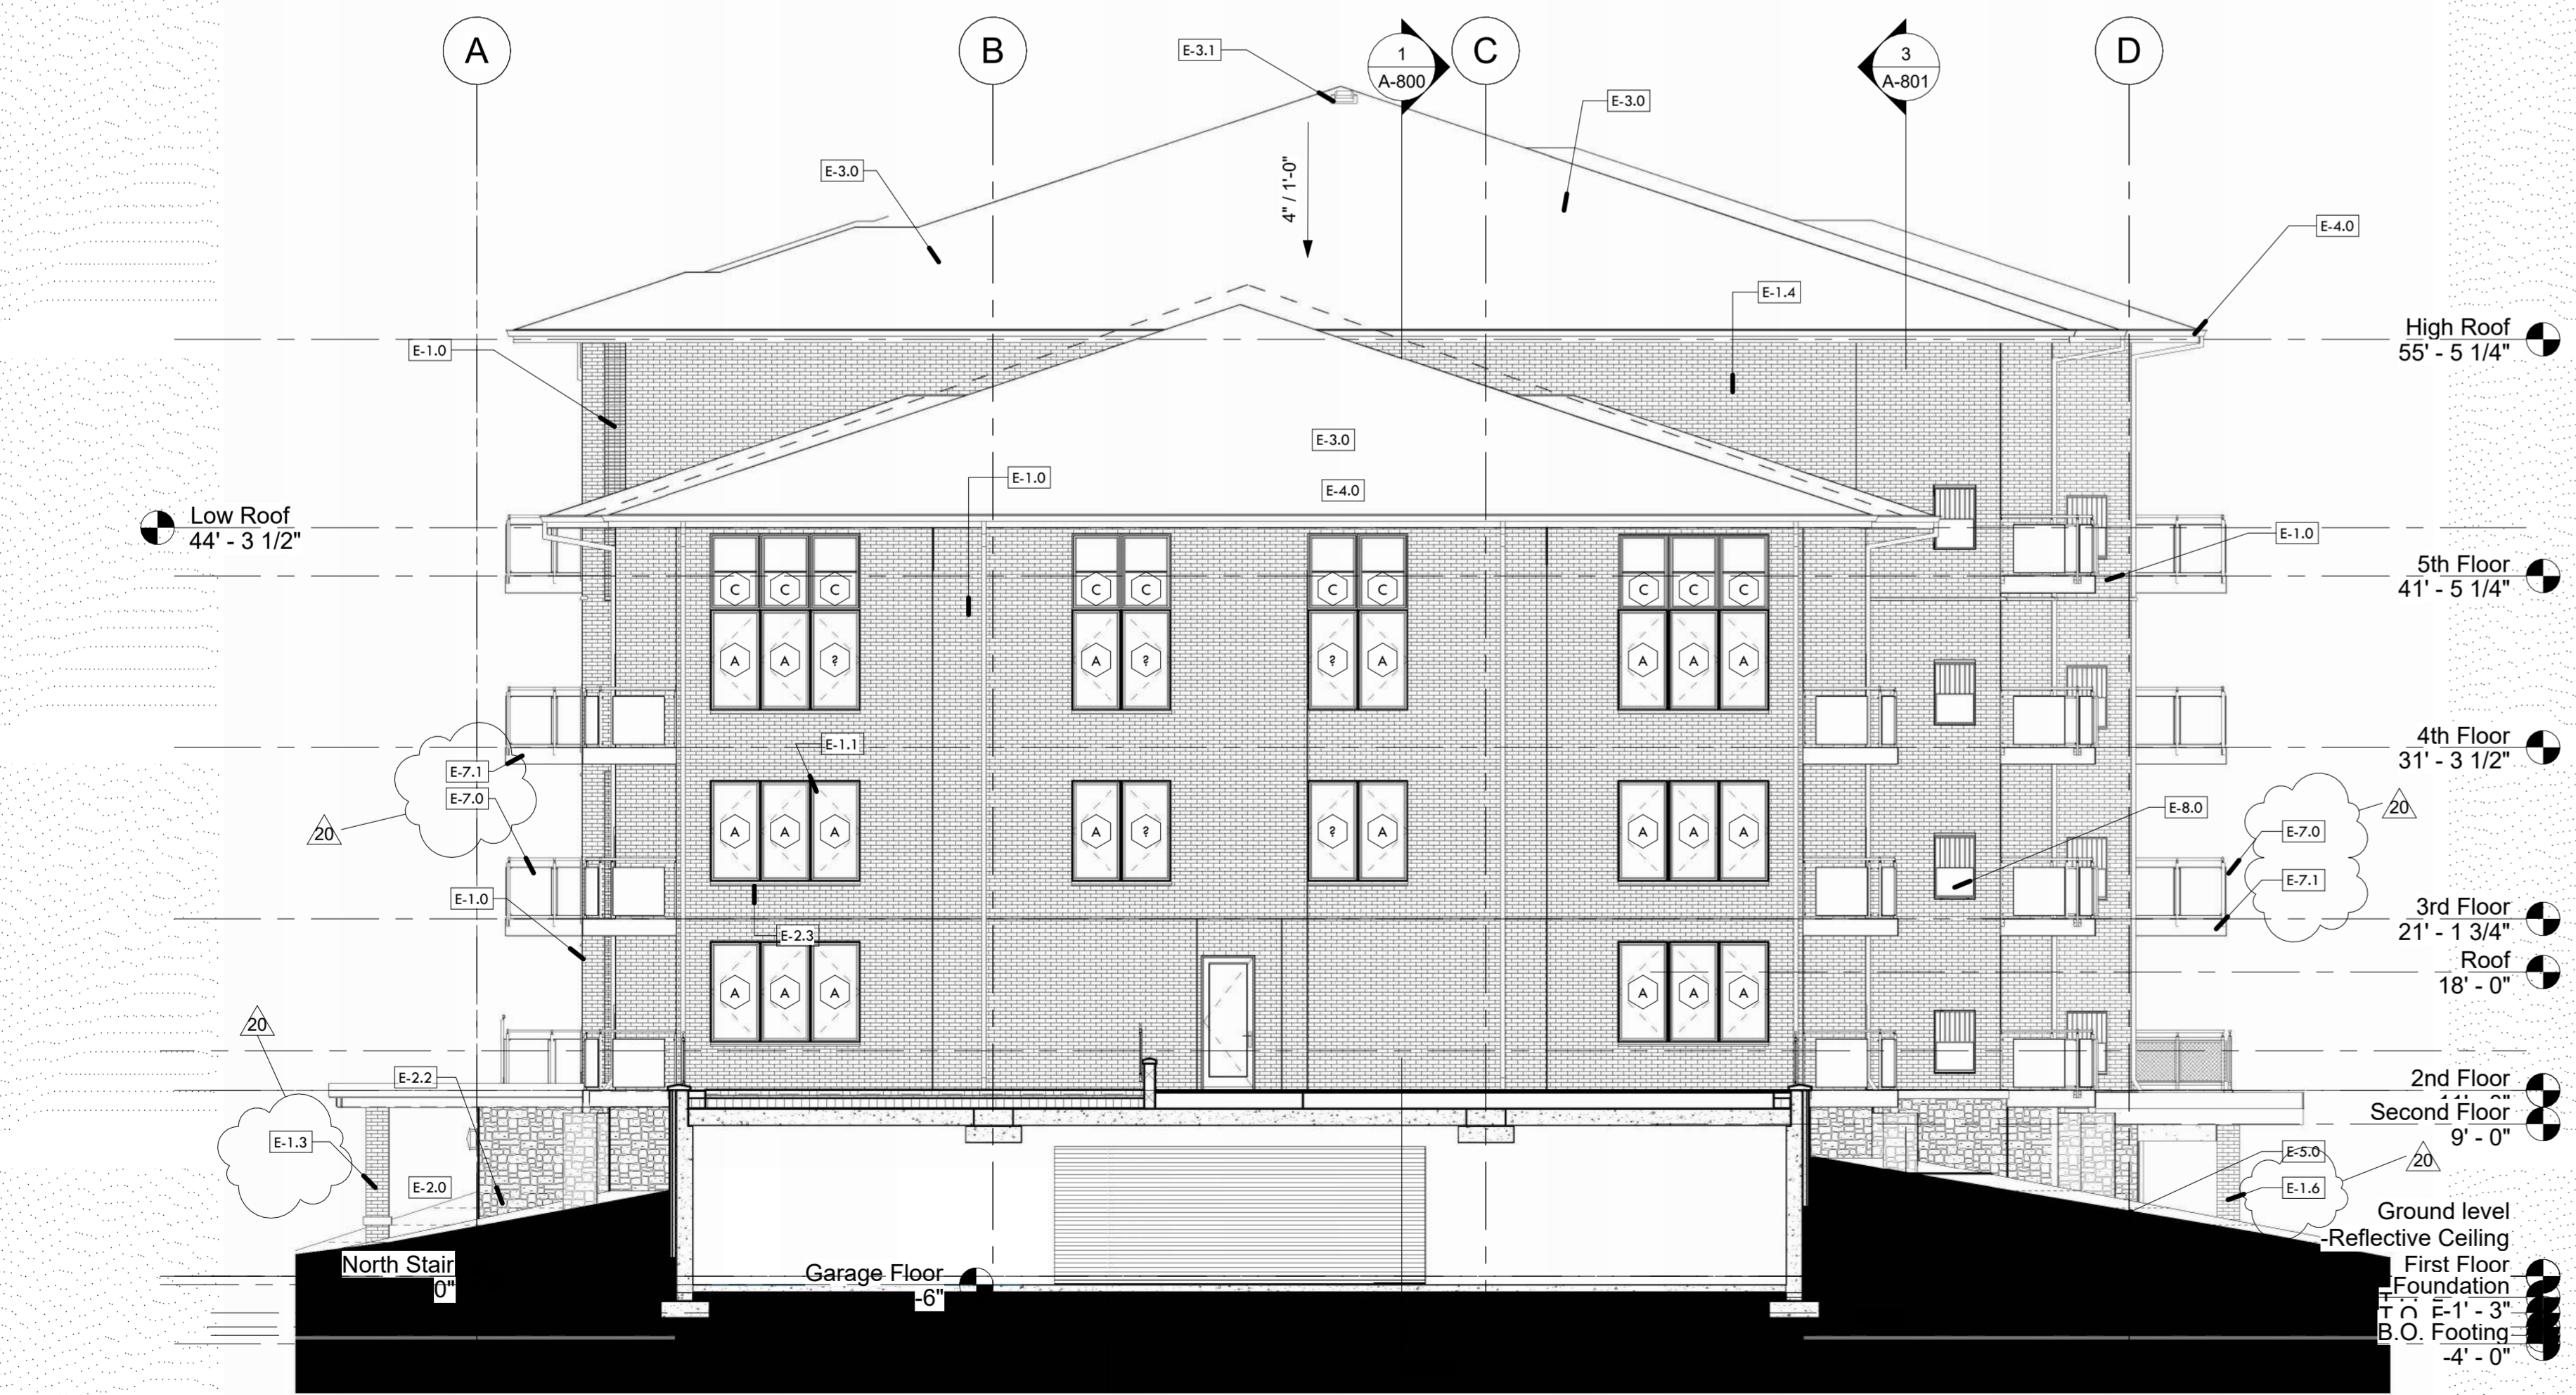 A
B
E-3.1
1
A-800
C
3
A-801
D
E-3.0
4" / 1'-0"
E-3.0
E-4.0
E-1.4
High Roof
55' - 5 1/4"
E-1.0
E-3.0
E-1.0
E-4.0
Low Roof
44' - 3 1/2"
E-1.0
5th Floor
41' - 5 1/4"
C C C C C C C C C C
A A ? A ? ? A A A A
4th Floor
31' - 3 1/2"
E-1.1
E-7.1
E-7.0
20
E-8.0
20
E-7.0
A A A A ? ? A A A A
E-7.1
E-1.0
3rd Floor
21' - 1 3/4"
E-2.3
Roof
18' - 0"
A A A A A A
20
E-2.2
2nd Floor
Second Floor
9' - 0"
E-1.3
E-5.0
20
E-2.0
E-1.6
Ground level
-Reflective Ceiling
North Stair
0"
Garage Floor
-6"
First Floor
Foundation
-1' - 3"
B.O. Footing
-4' - 0"